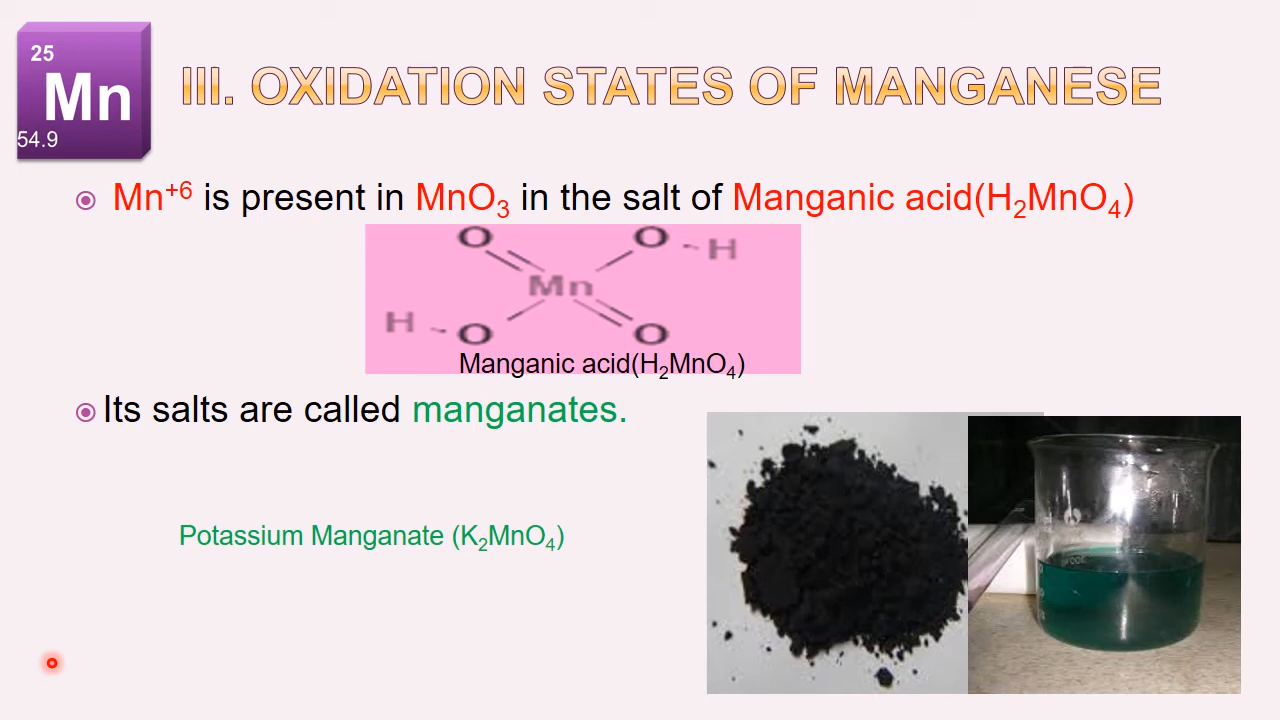 25
Mn
54.9
III. OXIDATION STATES OF MANGANESE
Mn+6 is present in MnO3 in the salt of Manganic acid(H2MnO4)
O O H
Mn
H O O
Manganic acid(H2MnO4)
Its salts are called manganates.
Potassium Manganate (K2MnO4)